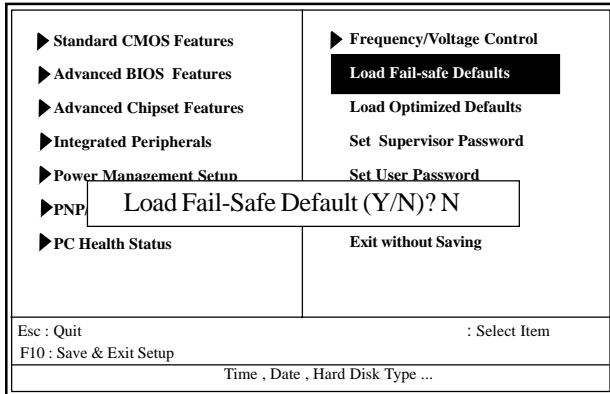 Standard CMOS Features
Advanced BIOS Features
Advanced Chipset Features
Integrated Peripherals
Power Management Setup
PNP/
PC Health Status
Frequency/Voltage Control
Load Fail-safe Defaults
Load Optimized Defaults
Set Supervisor Password
Set User Password
Load Fail-Safe Default (Y/N)? N
Exit without Saving
Esc : Quit
: Select Item
F10 : Save & Exit Setup
Time , Date , Hard Disk Type ...